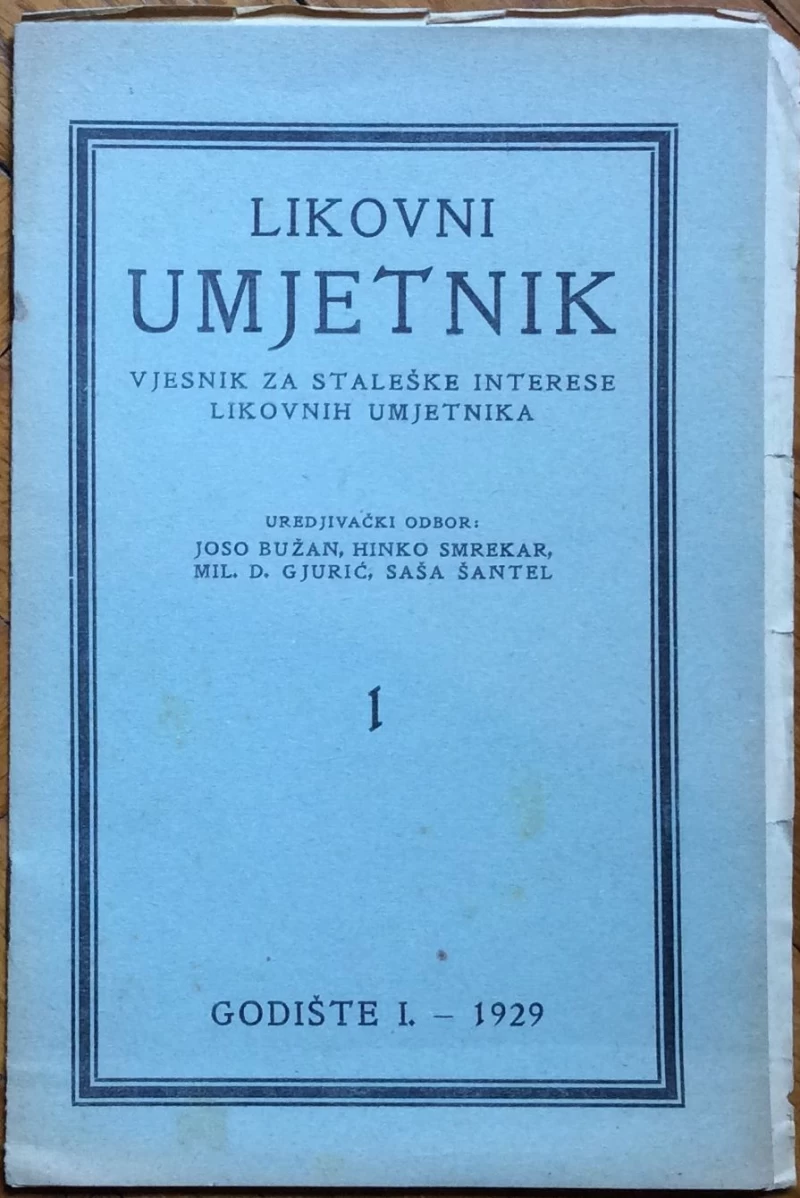 LIKOVNI
UMJETNIK
VJESNIK ZA STALEŠKE INTERESE
LIKOVNIH UMJETNIKA
UREDJIVAČKI ODBOR:
JOSO BUŽAN, HINKO SMREKAR,
MIL. D. GJURIĆ, SAŠA ŠANTEL
1
GODIŠTE I. – 1929